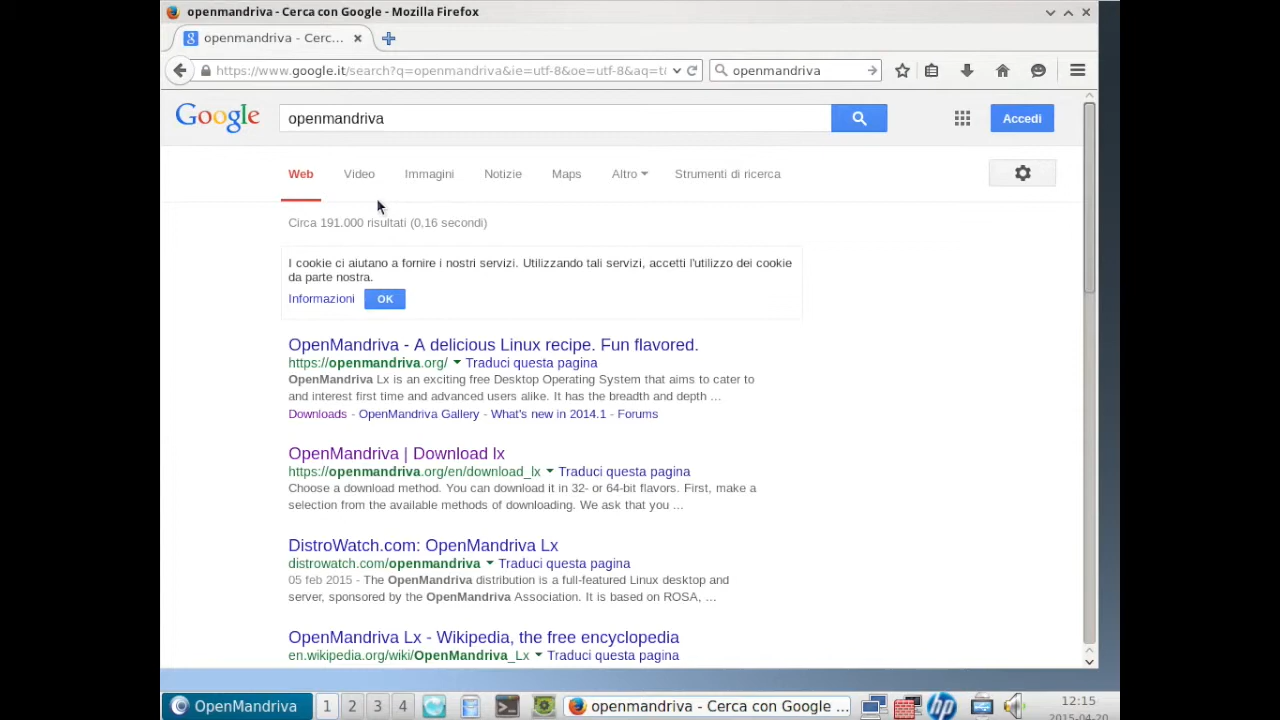 openmandriva - Cerca con Google - Mozilla Firefox
openmandriva - Cerc...
https://www.google.it/search?q=openmandriva&ie=utf-8&oe=utf-8&aq=t
openmandriva
Google
openmandriva
Accedi
Web Video Immagini Notizie Maps Altro Strumenti di ricerca
Circa 191.000 risultati (0,16 secondi)
I cookie ci aiutano a fornire i nostri servizi. Utilizzando tali servizi, accetti l'utilizzo dei cookie
da parte nostra.
Informazioni OK
OpenMandriva - A delicious Linux recipe. Fun flavored.
https://openmandriva.org/ Traduci questa pagina
OpenMandriva Lx is an exciting free Desktop Operating System that aims to cater to
and interest first time and advanced users alike. It has the breadth and depth ...
Downloads - OpenMandriva Gallery - What's new in 2014.1 - Forums
OpenMandriva | Download lx
https://openmandriva.org/en/download_lx Traduci questa pagina
Choose a download method. You can download it in 32- or 64-bit flavors. First, make a
selection from the available methods of downloading. We ask that you ...
DistroWatch.com: OpenMandriva Lx
distrowatch.com/openmandriva Traduci questa pagina
05 feb 2015 - The OpenMandriva distribution is a full-featured Linux desktop and
server, sponsored by the OpenMandriva Association. It is based on ROSA, ...
OpenMandriva Lx - Wikipedia, the free encyclopedia
en.wikipedia.org/wiki/OpenMandriva_Lx Traduci questa pagina
OpenMandriva 1 2 3 4 openmandriva - Cerca con Google ... hp 12:15
2015-04-20